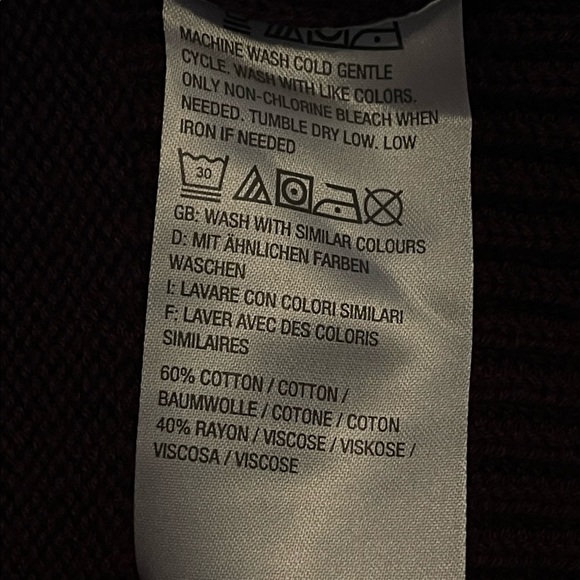 MACHINE WASH COLD GENTLE
CYCLE. WASH WITH LIKE COLORS.
ONLY NON-CHLORINE BLEACH WHEN
NEEDED. TUMBLE DRY LOW. LOW
IRON IF NEEDED
30
GB: WASH WITH SIMILAR COLOURS
D: MIT ÄHNLICHEN FARBEN
WASCHEN
I: LAVARE CON COLORI SIMILARI
F: LAVER AVEC DES COLORIS
SIMILAIRES
60% COTTON / COTTON /
BAUMWOLLE / COTONE / COTON
40% RAYON / VISCOSE / VISKOSE /
VISCOSA / VISCOSE